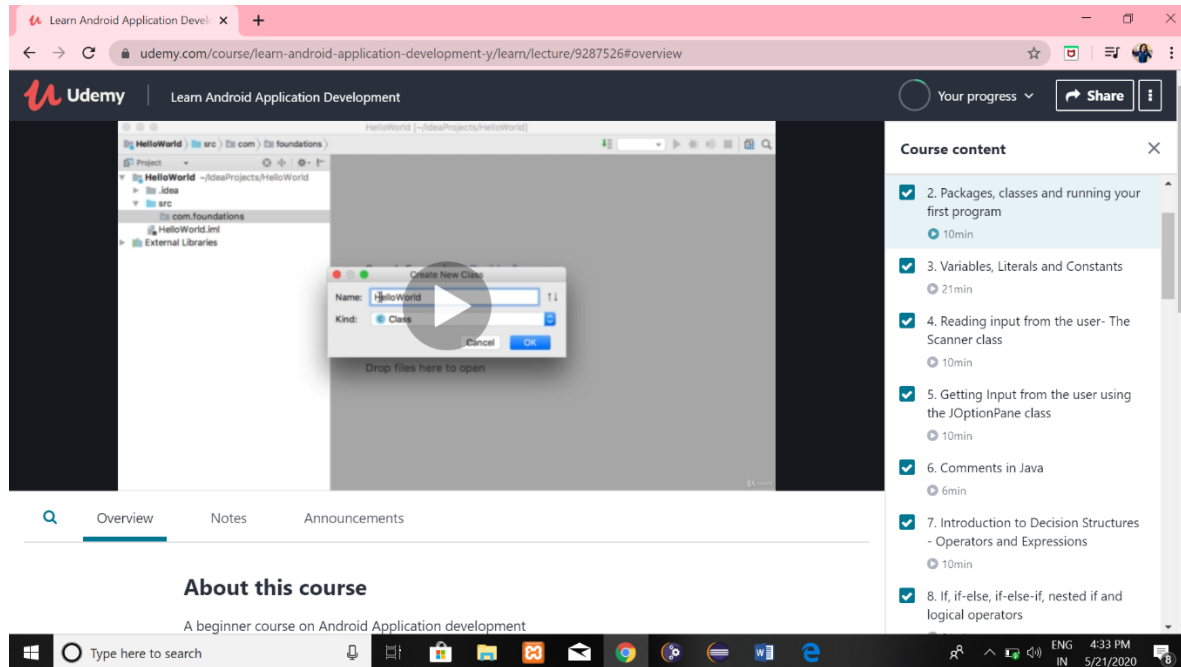 Learn Android Application Devel
udemy.com/course/learn-android-application-development-y/learn/lecture/9287526#overview
Udemy
Learn Android Application Development
Your progress
Share
HelloWorld [~/IdeaProjects/HelloWorld]
HelloWorld src com foundations
Project
HelloWorld ~/IdeaProjects/HelloWorld
.idea
src
com.foundations
HelloWorld.iml
External Libraries
Create New Class
Name: HelloWorld
Kind: Class
Cancel OK
Drop files here to open
Course content
2. Packages, classes and running your
first program
10min
3. Variables, Literals and Constants
21min
4. Reading input from the user- The
Scanner class
10min
5. Getting Input from the user using
the JOptionPane class
10min
6. Comments in Java
6min
7. Introduction to Decision Structures
- Operators and Expressions
10min
8. If, if-else, if-else-if, nested if and
logical operators
Overview Notes Announcements
About this course
A beginner course on Android Application development
Type here to search
ENG 4:33 PM
IN 5/21/2020
8